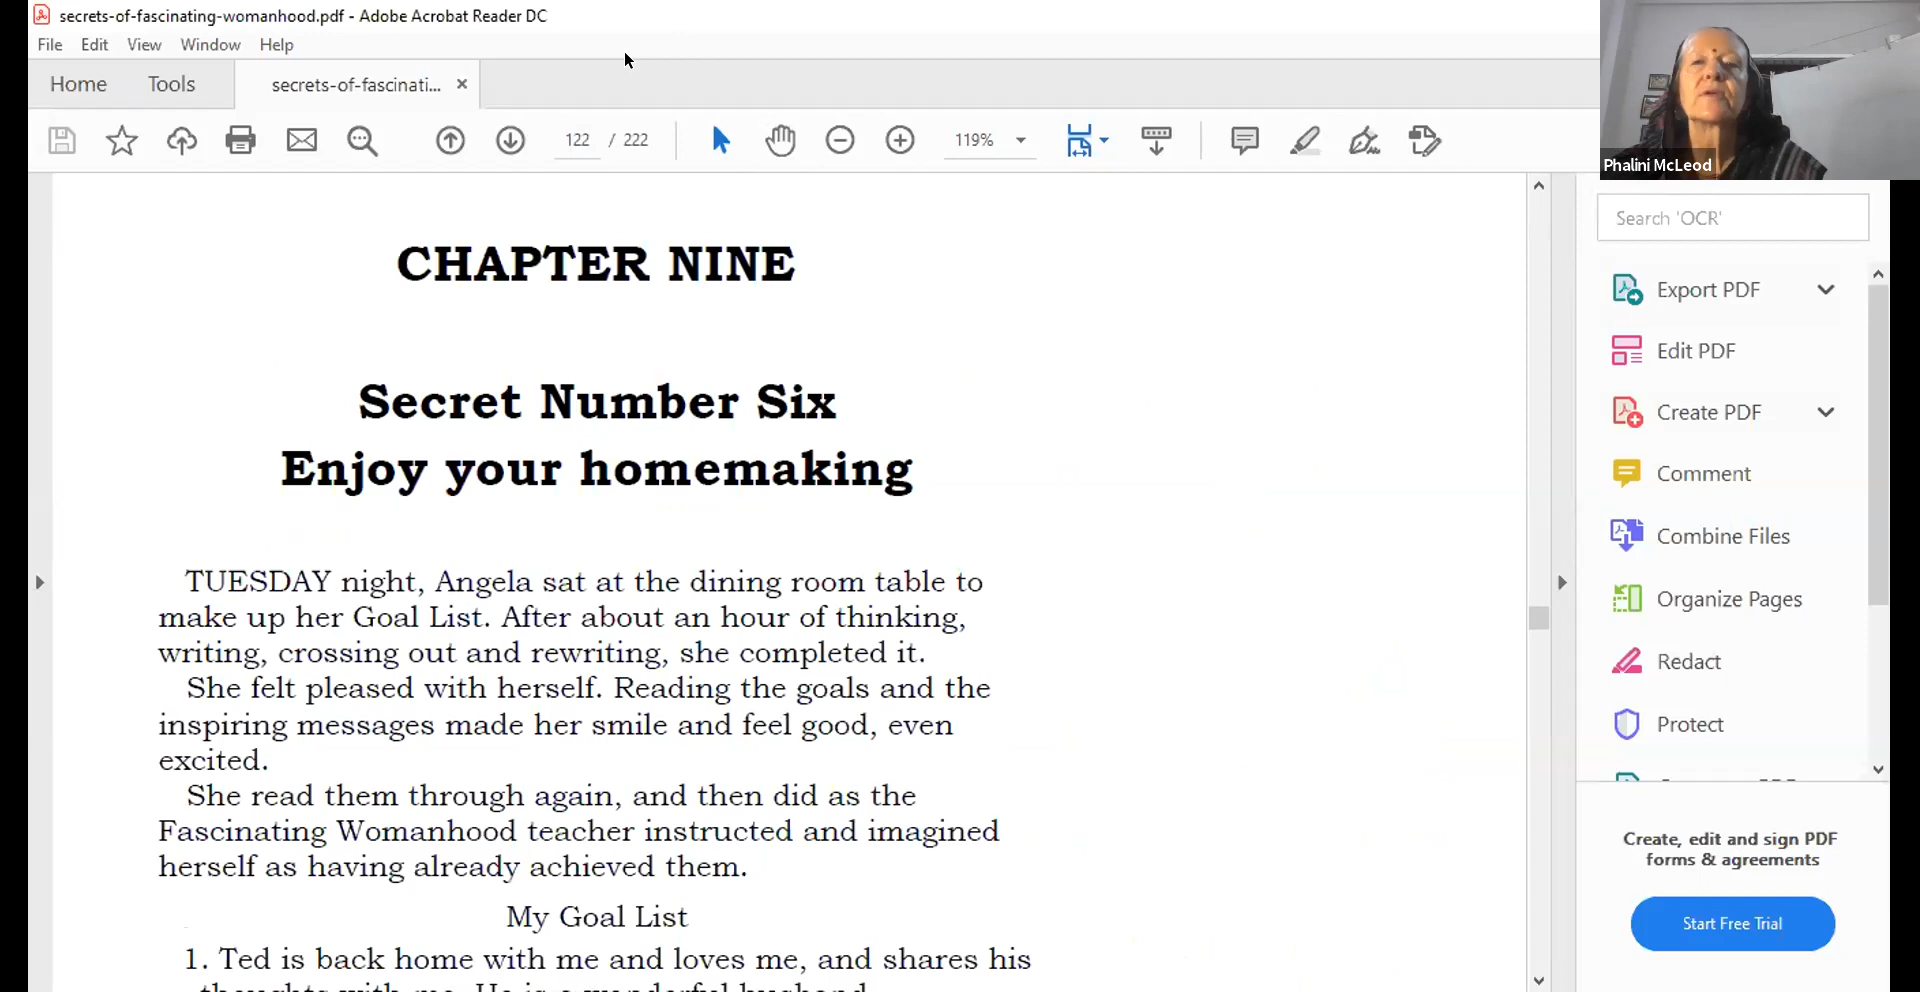 secrets-of-fascinating-womanhood.pdf - Adobe Acrobat Reader DC
File Edit View Window Help
Home Tools secrets-of-fascinati... ×
122 / 222 119%
Phalini McLeod
Search 'OCR'
CHAPTER NINE
Secret Number Six
Enjoy your homemaking
TUESDAY night, Angela sat at the dining room table to
make up her Goal List. After about an hour of thinking,
writing, crossing out and rewriting, she completed it.
She felt pleased with herself. Reading the goals and the
inspiring messages made her smile and feel good, even
excited.
She read them through again, and then did as the
Fascinating Womanhood teacher instructed and imagined
herself as having already achieved them.
My Goal List
1. Ted is back home with me and loves me, and shares his
thoughts with me. He is a wonderful husband
Export PDF
Edit PDF
Create PDF
Comment
Combine Files
Organize Pages
Redact
Protect
Create, edit and sign PDF
forms & agreements
Start Free Trial